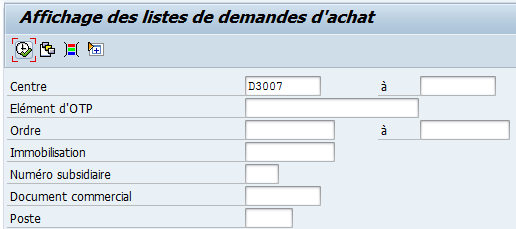 Affichage des listes de demandes d'achat
Centre D3007 à
Elément d'OTP
Ordre à
Immobilisation
Numéro subsidiaire
Document commercial
Poste